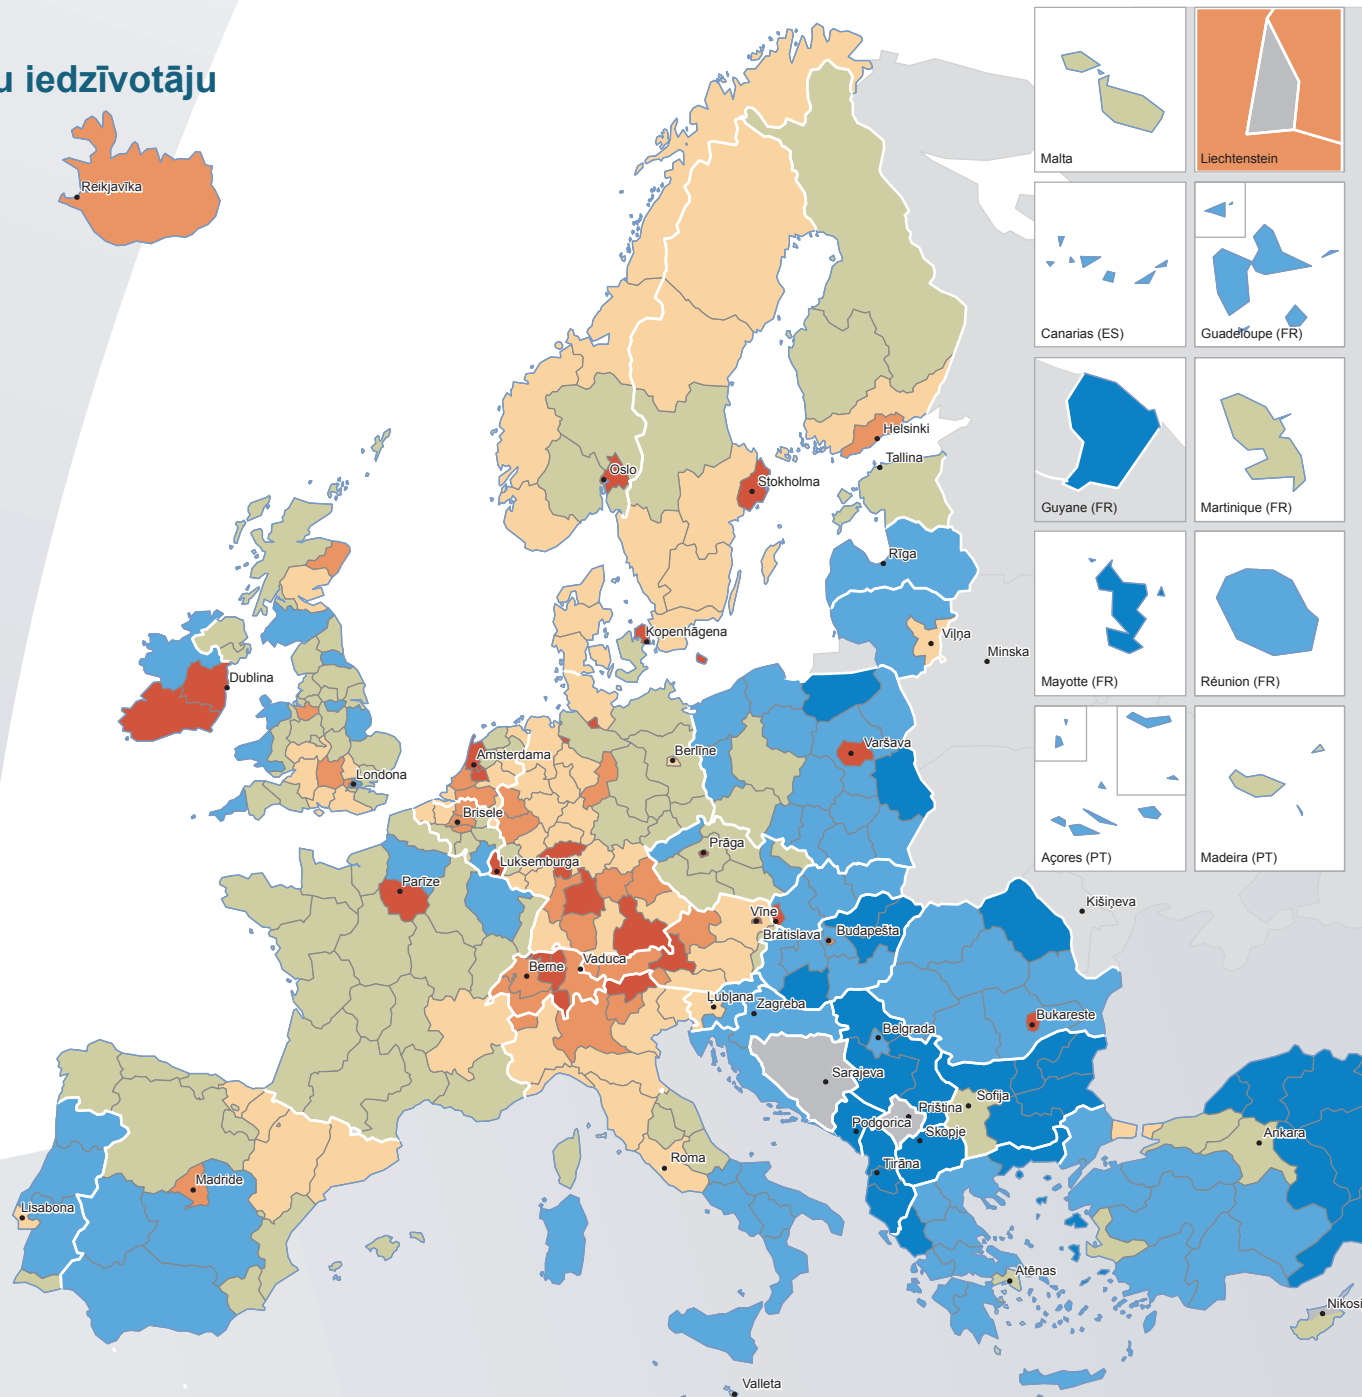 u iedzīvotāju
Reikjavīka
Malta
Liechtenstein
Canarias (ES)
Guadeloupe (FR)
Guyane (FR)
Martinique (FR)
Mayotte (FR)
Réunion (FR)
Açores (PT)
Madeira (PT)
Helsinki
Tallina
Oslo
Stokholma
Rīga
Kopenhāgena
Viļņa
Minska
Dublina
Londona
Amsterdama
Berlīne
Varšava
Brisele
Luksemburga
Prāga
Parīze
Vīne
Bratislava
Budapešta
Kišiņeva
Berne
Vaduca
Ļubļana
Zagreba
Belgrada
Bukareste
Sarajeva
Priština
Sofija
Podgorica
Skopje
Ankara
Roma
Tirāna
Madride
Lisabona
Atēnas
Nikosi
Valleta